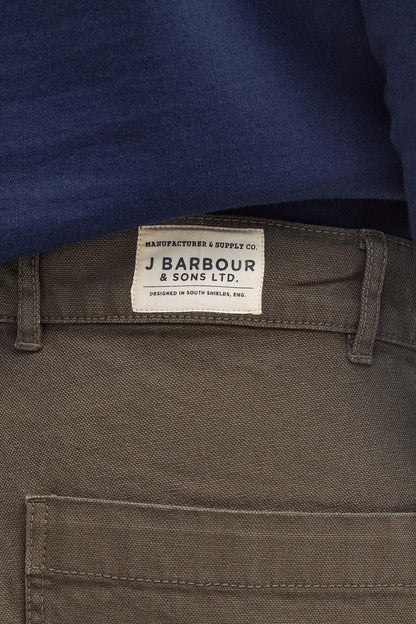 MANUFACTURER & SUPPLY CO.
J BARBOUR
& SONS LTD.
DESIGNED IN SOUTH SHIELDS, ENG.